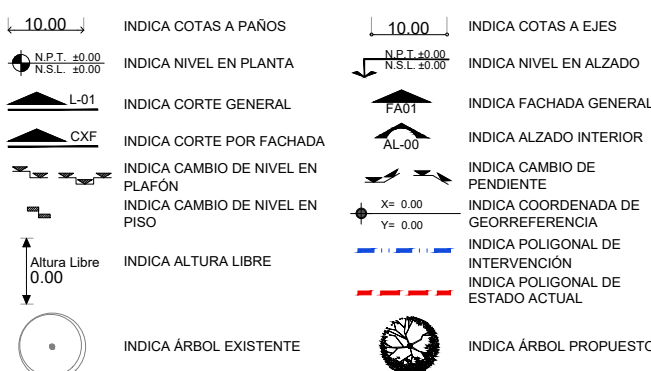 10.00 INDICA COTAS A PAÑOS
N.P.T. ±0.00
N.S.L. ±0.00
INDICA NIVEL EN PLANTA
L-01 INDICA CORTE GENERAL
CXF INDICA CORTE POR FACHADA
INDICA CAMBIO DE NIVEL EN
PLAFÓN
INDICA CAMBIO DE NIVEL EN
PISO
Altura Libre
0.00
INDICA ALTURA LIBRE
INDICA ÁRBOL EXISTENTE
10.00 INDICA COTAS A EJES
N.P.T. ±0.00
N.S.L. ±0.00
INDICA NIVEL EN ALZADO
FA01
INDICA FACHADA GENERAL
AL-00
INDICA ALZADO INTERIOR
INDICA CAMBIO DE
PENDIENTE
X= 0.00
Y= 0.00
INDICA COORDENADA DE
GEORREFERENCIA
INDICA POLIGONAL DE
INTERVENCIÓN
INDICA POLIGONAL DE
ESTADO ACTUAL
INDICA ÁRBOL PROPUESTO